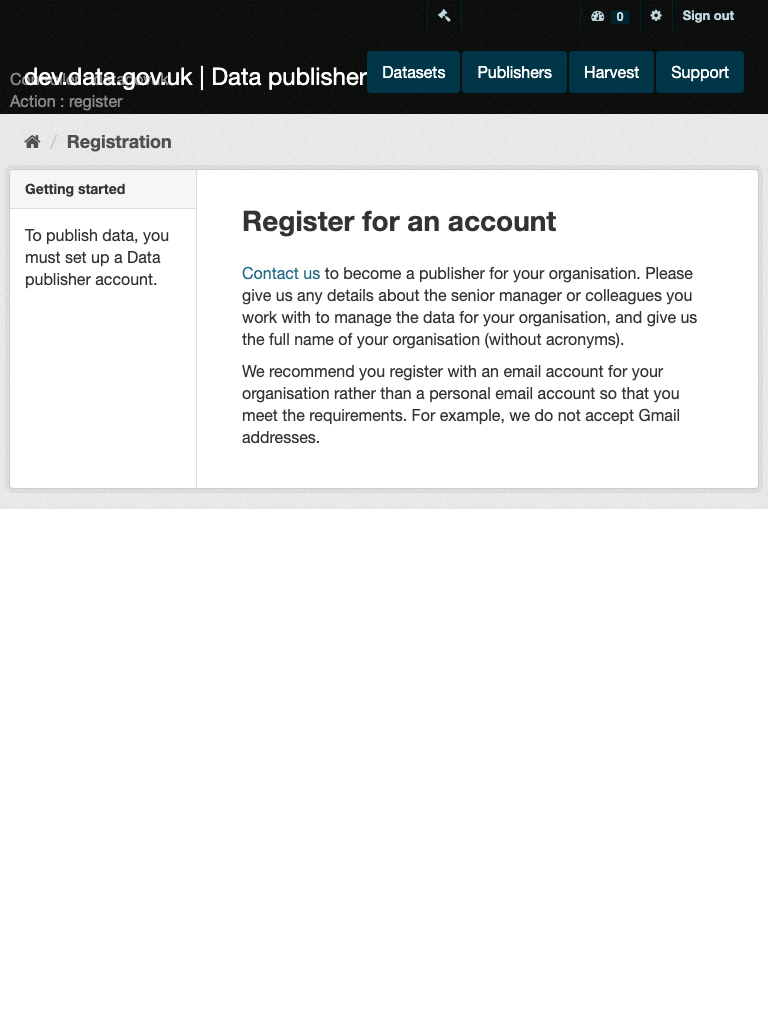 0
Sign out
dev.data.gov.uk | Data publisher
Datasets
Publishers
Harvest
Support
Action : register
/ Registration
Getting started
To publish data, you
must set up a Data
publisher account.
Register for an account
Contact us to become a publisher for your organisation. Please
give us any details about the senior manager or colleagues you
work with to manage the data for your organisation, and give us
the full name of your organisation (without acronyms).
We recommend you register with an email account for your
organisation rather than a personal email account so that you
meet the requirements. For example, we do not accept Gmail
addresses.